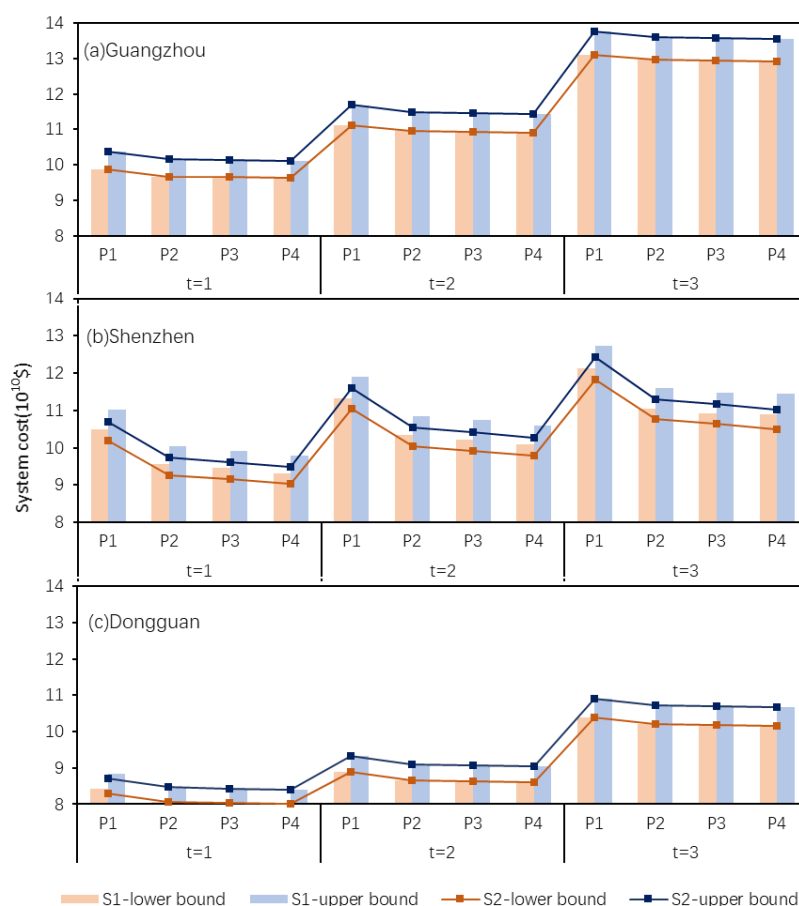 System cost(10¹⁰$)
14
13
12
11
10
9
8
(a)Guangzhou
P1 P2 P3 P4 P1 P2 P3 P4 P1 P2 P3 P4
t=1 t=2 t=3
14
13
12
11
10
9
8
(b)Shenzhen
P1 P2 P3 P4 P1 P2 P3 P4 P1 P2 P3 P4
t=1 t=2 t=3
14
13
12
11
10
9
8
(c)Dongguan
P1 P2 P3 P4 P1 P2 P3 P4 P1 P2 P3 P4
t=1 t=2 t=3
S1-lower bound S1-upper bound S2-lower bound S2-upper bound